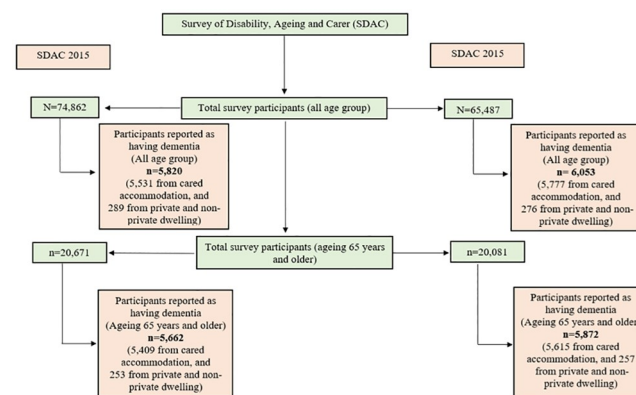 Survey of Disability, Ageing and Carer (SDAC)
SDAC 2015
SDAC 2015
N=74,862
Total survey participants (all age group)
N=65,487
Participants reported as
having dementia
(All age group)
n=5,820
(5,531 from cared
accommodation, and
289 from private and non-
private dwelling)
Participants reported as
having dementia
(All age group)
n= 6,053
(5,777 from cared
accommodation, and
276 from private and non-
private dwelling)
n=20,671
Total survey participants (ageing 65 years
and older)
n=20,081
Participants reported as
having dementia
(Ageing 65 years and older)
n=5,662
(5,409 from cared
accommodation, and
253 from private and non-
private dwelling)
Participants reported as
having dementia
(Ageing 65 years and older
n=5,872
(5,615 from cared
accommodation, and 257
from private and non-
private dwelling)